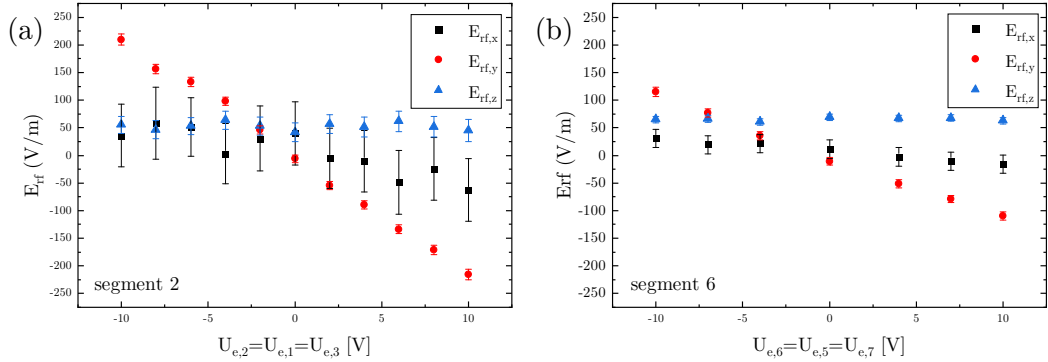 (a)
E_rf (V/m)
250
200
150
100
50
0
-50
-100
-150
-200
-250
E_rf,x
E_rf,y
E_rf,z
segment 2
-10
-5
0
5
10
U_e,2=U_e,1=U_e,3 [V]
(b)
Erf (V/m)
250
200
150
100
50
0
-50
-100
-150
-200
-250
E_rf,x
E_rf,y
E_rf,z
segment 6
-10
-5
0
5
10
U_e,6=U_e,5=U_e,7 [V]